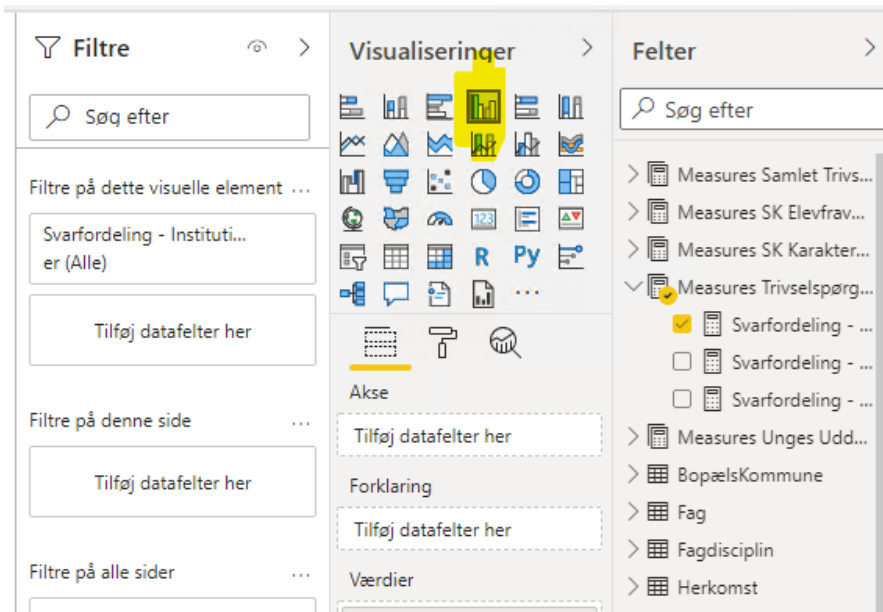 Filtre
Søg efter
Filtre på dette visuelle element ...
Svarfordeling - Instituti...
er (Alle)
Tilføj datafelter her
Filtre på denne side ...
Tilføj datafelter her
Filtre på alle sider ...
Visualiseringer
123
R Py
...
Akse
Tilføj datafelter her
Forklaring
Tilføj datafelter her
Værdier
Felter
Søg efter
Measures Samlet Trivs...
Measures SK Elevfrav...
Measures SK Karakter...
Measures Trivselspørg...
Svarfordeling - ...
Svarfordeling - ...
Svarfordeling - ...
Measures Unges Udd...
BopælsKommune
Fag
Fagdisciplin
Herkomst